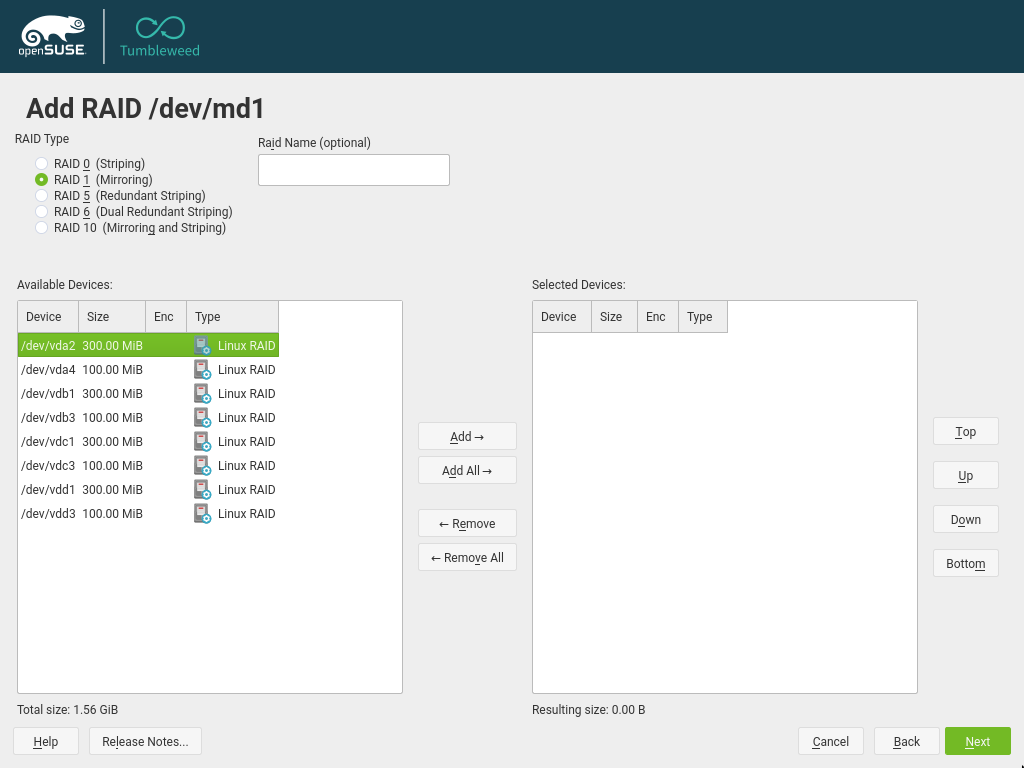 openSUSE.
Tumbleweed
Add RAID /dev/md1
RAID Type
RAID 0 (Striping)
RAID 1 (Mirroring)
RAID 5 (Redundant Striping)
RAID 6 (Dual Redundant Striping)
RAID 10 (Mirroring and Striping)
Raid Name (optional)
Available Devices:
Device Size Enc Type
/dev/vda2 300.00 MiB Linux RAID
/dev/vda4 100.00 MiB Linux RAID
/dev/vdb1 300.00 MiB Linux RAID
/dev/vdb3 100.00 MiB Linux RAID
/dev/vdc1 300.00 MiB Linux RAID
/dev/vdc3 100.00 MiB Linux RAID
/dev/vdd1 300.00 MiB Linux RAID
/dev/vdd3 100.00 MiB Linux RAID
Total size: 1.56 GiB
Add →
Add All →
← Remove
← Remove All
Selected Devices:
Device Size Enc Type
Resulting size: 0.00 B
Top
Up
Down
Bottom
Help Release Notes... Cancel Back Next